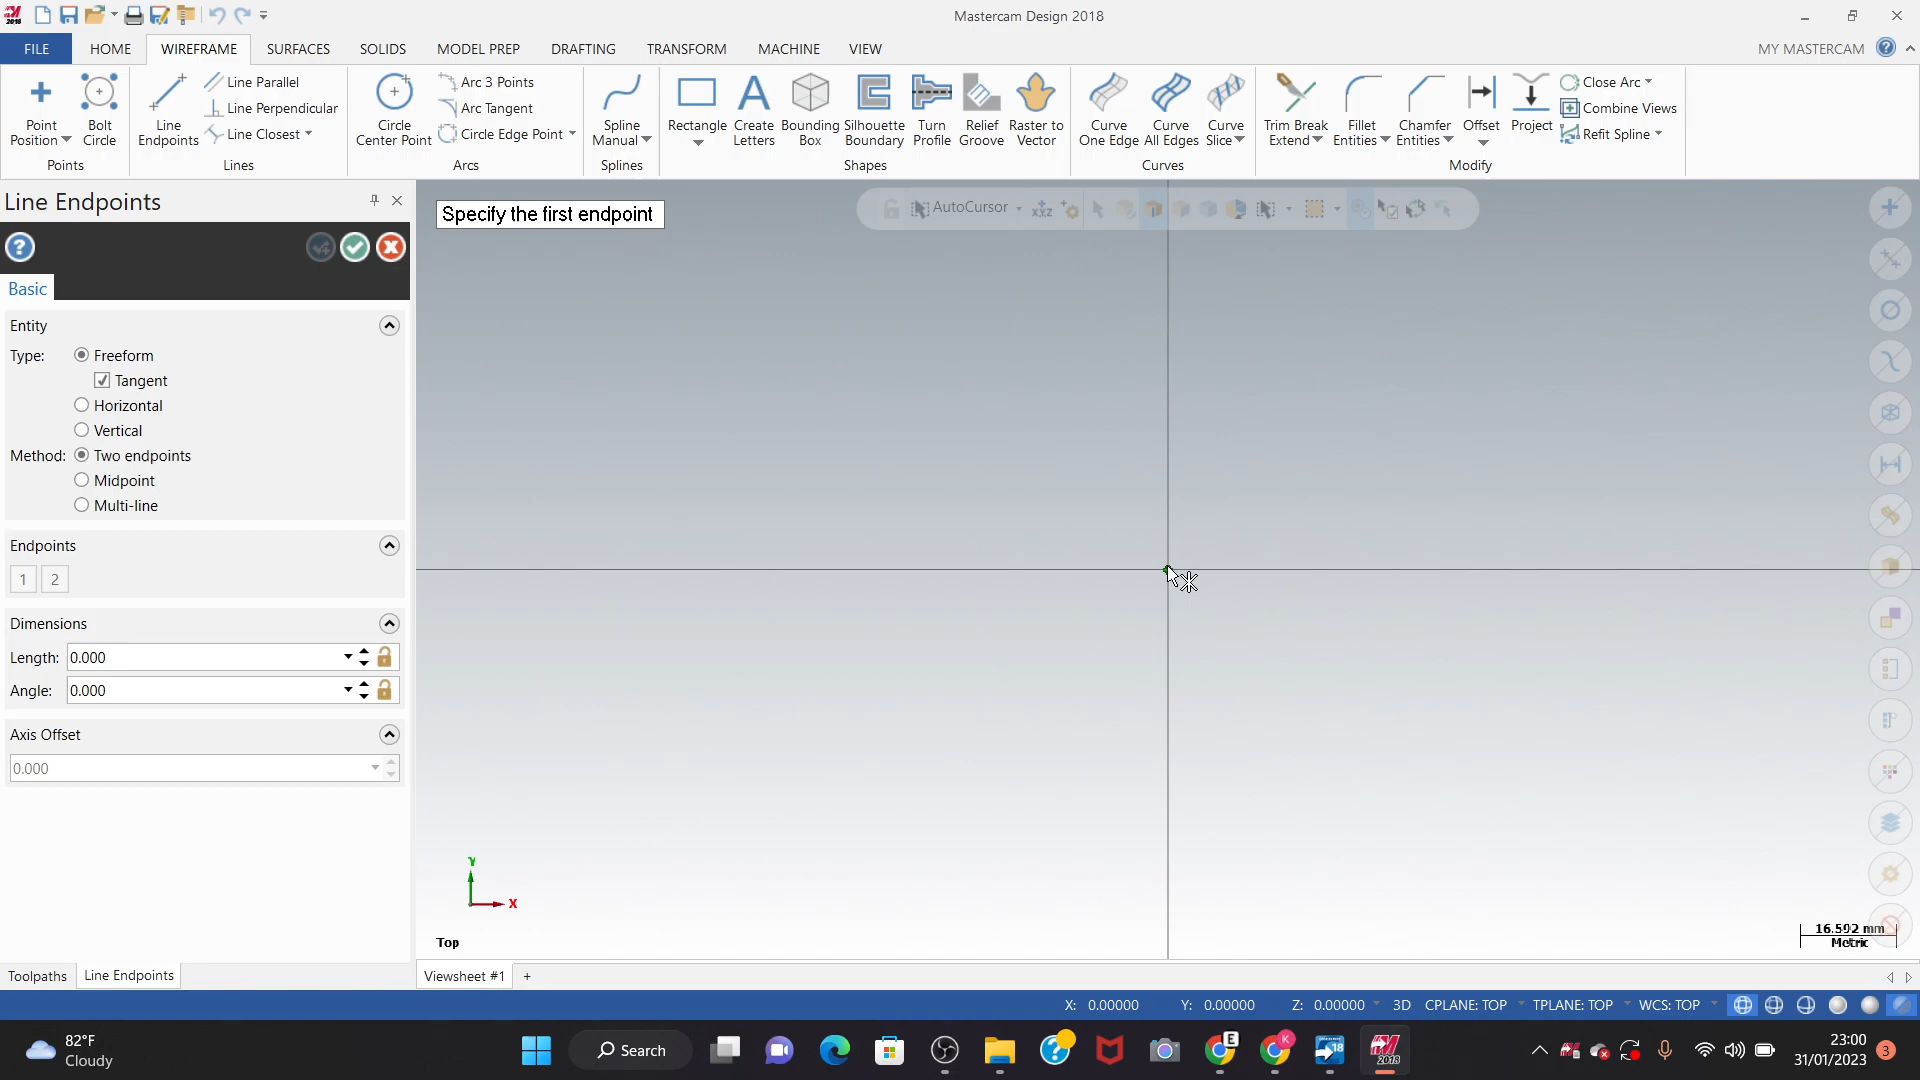 Mastercam Design 2018
FILE HOME WIREFRAME SURFACES SOLIDS MODEL PREP DRAFTING TRANSFORM MACHINE VIEW MY MASTERCAM
Point Position
Bolt Circle
Points
Line Endpoints
Line Parallel
Line Perpendicular
Line Closest
Lines
Circle Center Point
Arc 3 Points
Arc Tangent
Circle Edge Point
Arcs
Spline Manual
Splines
Rectangle
Create Letters
Bounding Box
Silhouette Boundary
Turn Profile
Relief Groove
Raster to Vector
Shapes
Curve One Edge
Curve All Edges
Curve Slice
Curves
Trim Break Extend
Fillet Entities
Chamfer Entities
Offset
Project
Close Arc
Combine Views
Refit Spline
Modify
Line Endpoints
Basic
Entity
Type: Freeform
Tangent
Horizontal
Vertical
Method: Two endpoints
Midpoint
Multi-line
Endpoints
1 2
Dimensions
Length: 0.000
Angle: 0.000
Axis Offset
0.000
Toolpaths Line Endpoints
Specify the first endpoint
AutoCursor
Y
X
Top
16.592 mm
Metric
Viewsheet #1 +
X: 0.00000 Y: 0.00000 Z: 0.00000 3D CPLANE: TOP TPLANE: TOP WCS: TOP
82°F
Cloudy
Search
E
K
18
2018
23:00
31/01/2023
3